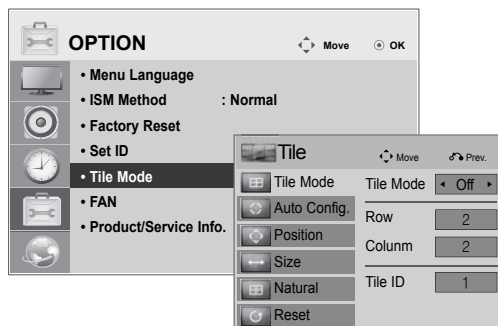 OPTION
Move
OK
• Menu Language
• ISM Method : Normal
• Factory Reset
• Set ID
• Tile Mode
• FAN
• Product/Service Info.
Tile
Move
Prev.
Tile Mode
Auto Config.
Position
Size
Natural
Reset
Tile Mode Off
Row 2
Colunm 2
Tile ID 1